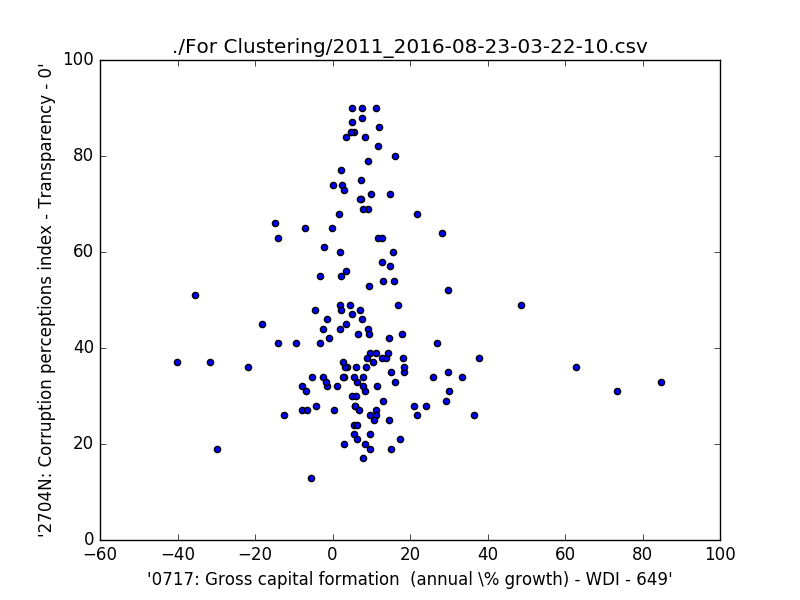 ./For Clustering/2011_2016-08-23-03-22-10.csv
100
80
60
40
20
0
'2704N: Corruption perceptions index - Transparency - 0'
−60 −40 −20 0 20 40 60 80 100
'0717: Gross capital formation  (annual \% growth) - WDI - 649'